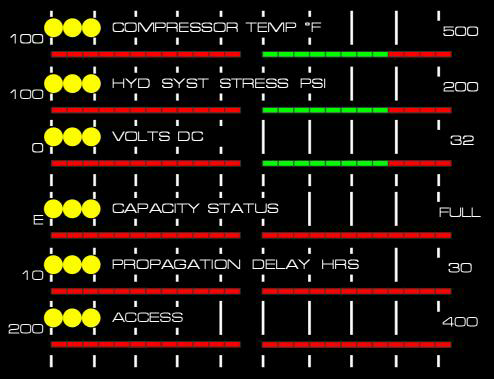 100 COMPRESSOR TEMP °F 500
100 HYD SYST STRESS PSI 200
0 VOLTS DC 32
E CAPACITY STATUS FULL
10 PROPAGATION DELAY HRS 30
200 ACCESS 400